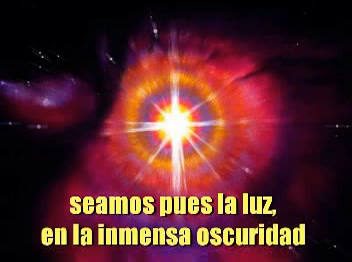 seamos pues la luz,
en la inmensa oscuridad